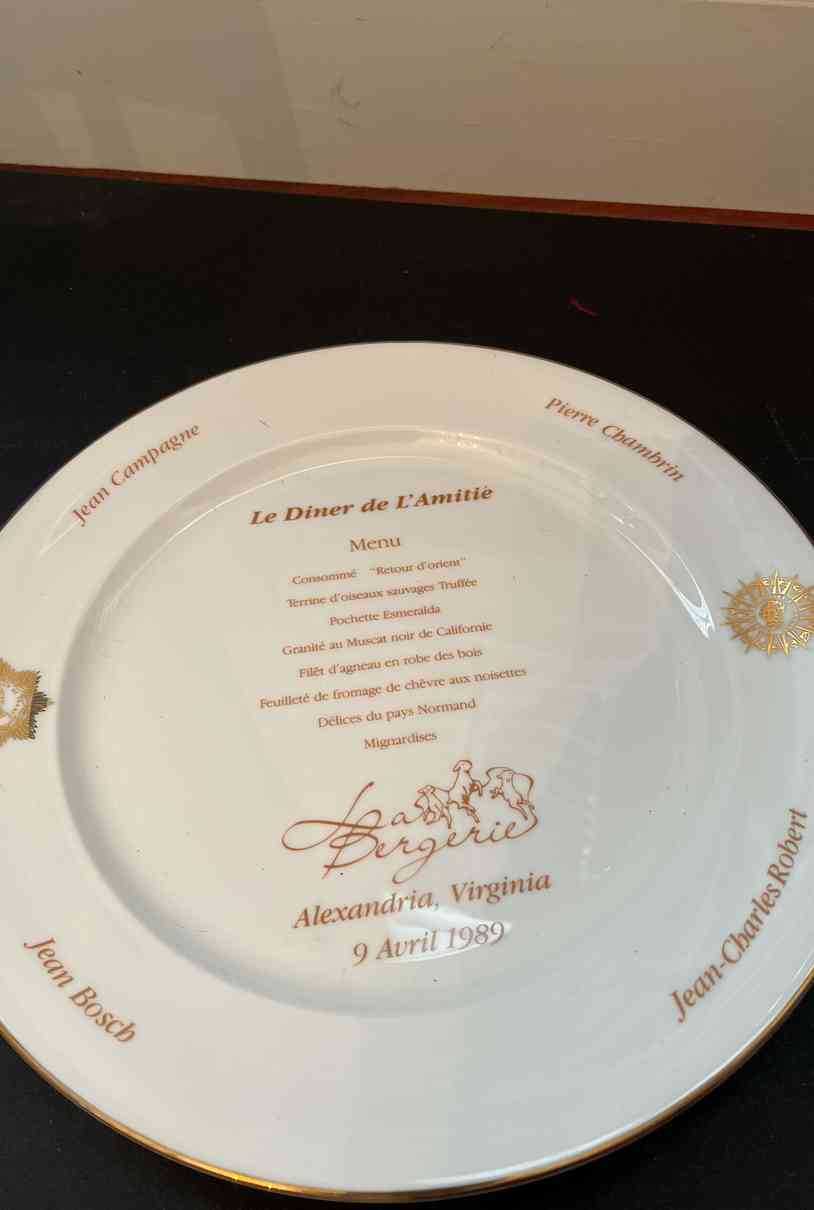 Jean Campagne
Pierre Chambrin
Le Diner de L'Amitié
Menu
Consommé "Retour d'orient"
Terrine d'oiseaux sauvages Truffée
Pochette Esmeralda
Granité au Muscat noir de Californie
Filêt d'agneau en robe des bois
Feuilleté de fromage de chêvre aux noisettes
Délices du pays Normand
Mignardises
La Bergerie
Alexandria, Virginia
9 Avril 1989
Jean Bosch
Jean-Charles Robert